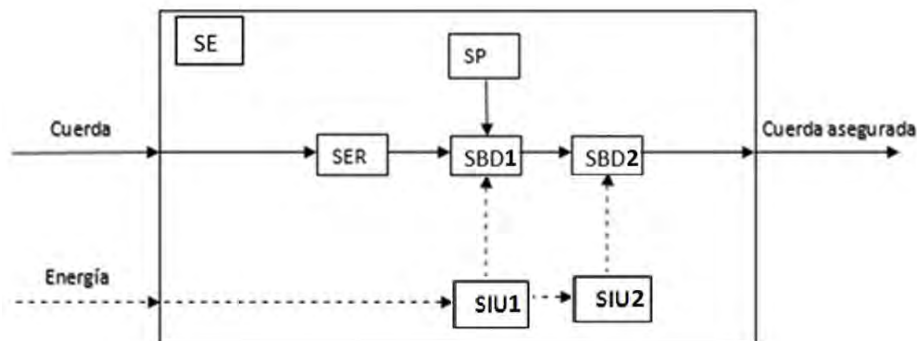 SE
SP
Cuerda
Cuerda asegurada
SER
SBD1
SBD2
Energía
SIU1
SIU2